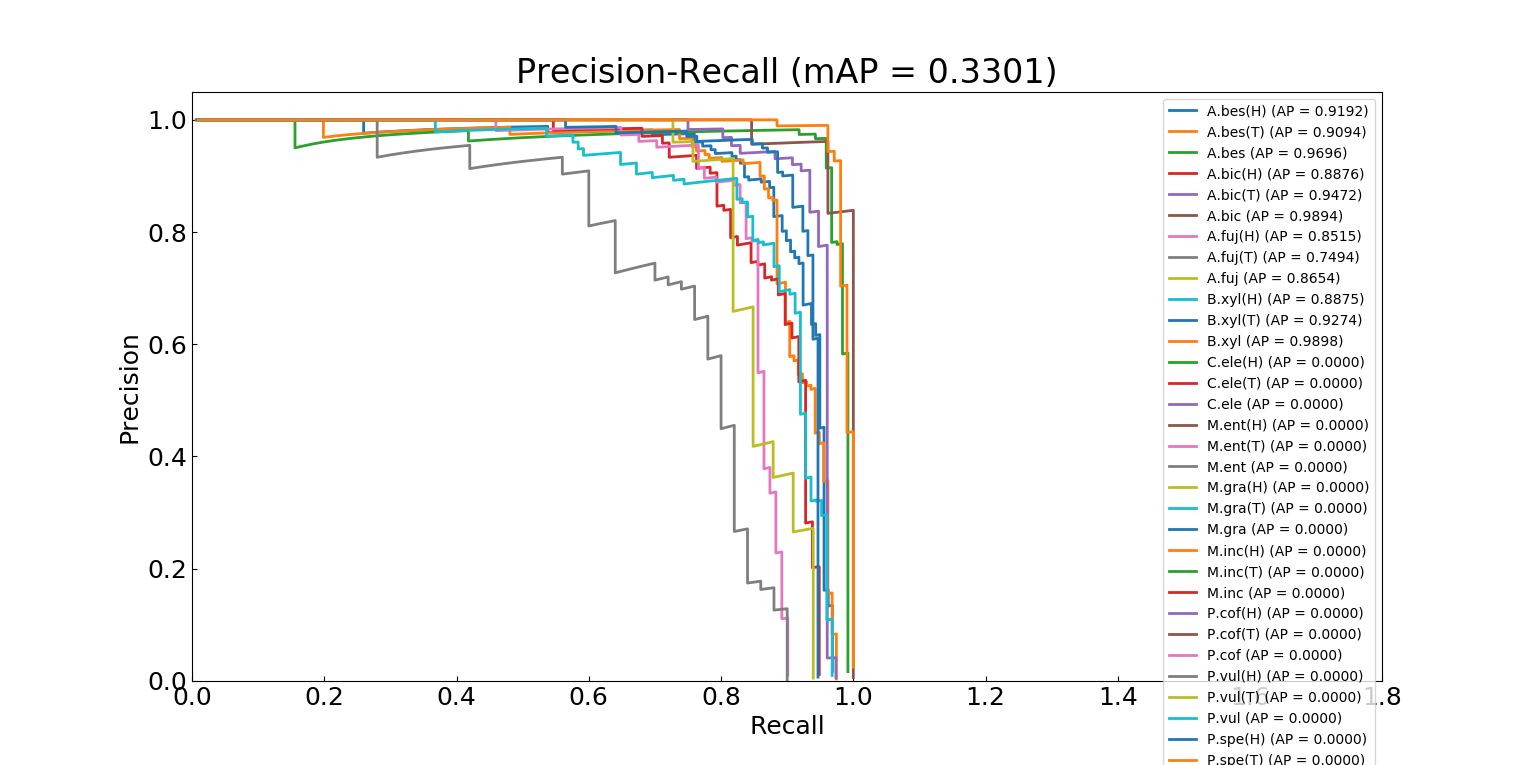 Precision-Recall (mAP = 0.3301)
Precision
1.0
0.8
0.6
0.4
0.2
0.0
0.0 0.2 0.4 0.6 0.8 1.0 1.2 1.4 1.6 1.8
Recall
A.bes(H) (AP = 0.9192)
A.bes(T) (AP = 0.9094)
A.bes (AP = 0.9696)
A.bic(H) (AP = 0.8876)
A.bic(T) (AP = 0.9472)
A.bic (AP = 0.9894)
A.fuj(H) (AP = 0.8515)
A.fuj(T) (AP = 0.7494)
A.fuj (AP = 0.8654)
B.xyl(H) (AP = 0.8875)
B.xyl(T) (AP = 0.9274)
B.xyl (AP = 0.9898)
C.ele(H) (AP = 0.0000)
C.ele(T) (AP = 0.0000)
C.ele (AP = 0.0000)
M.ent(H) (AP = 0.0000)
M.ent(T) (AP = 0.0000)
M.ent (AP = 0.0000)
M.gra(H) (AP = 0.0000)
M.gra(T) (AP = 0.0000)
M.gra (AP = 0.0000)
M.inc(H) (AP = 0.0000)
M.inc(T) (AP = 0.0000)
M.inc (AP = 0.0000)
P.cof(H) (AP = 0.0000)
P.cof(T) (AP = 0.0000)
P.cof (AP = 0.0000)
P.vul(H) (AP = 0.0000)
P.vul(T) (AP = 0.0000)
P.vul (AP = 0.0000)
P.spe(H) (AP = 0.0000)
P.spe(T) (AP = 0.0000)